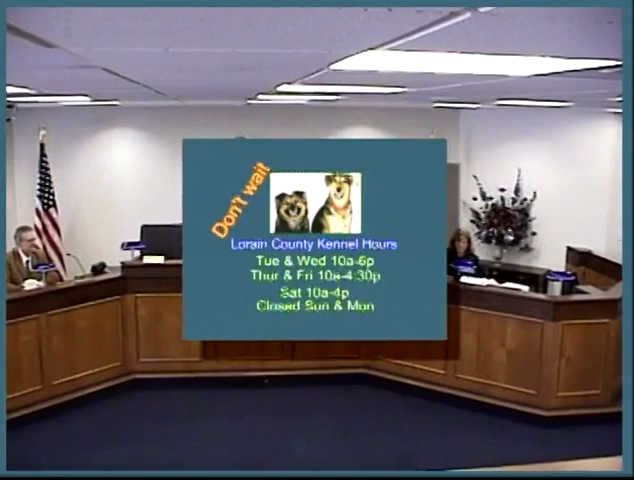 Don't wait
Lorain County Kennel Hours
Tue & Wed 10a-6p
Thur & Fri 10a-4:30p
Sat 10a-4p
Closed Sun & Mon